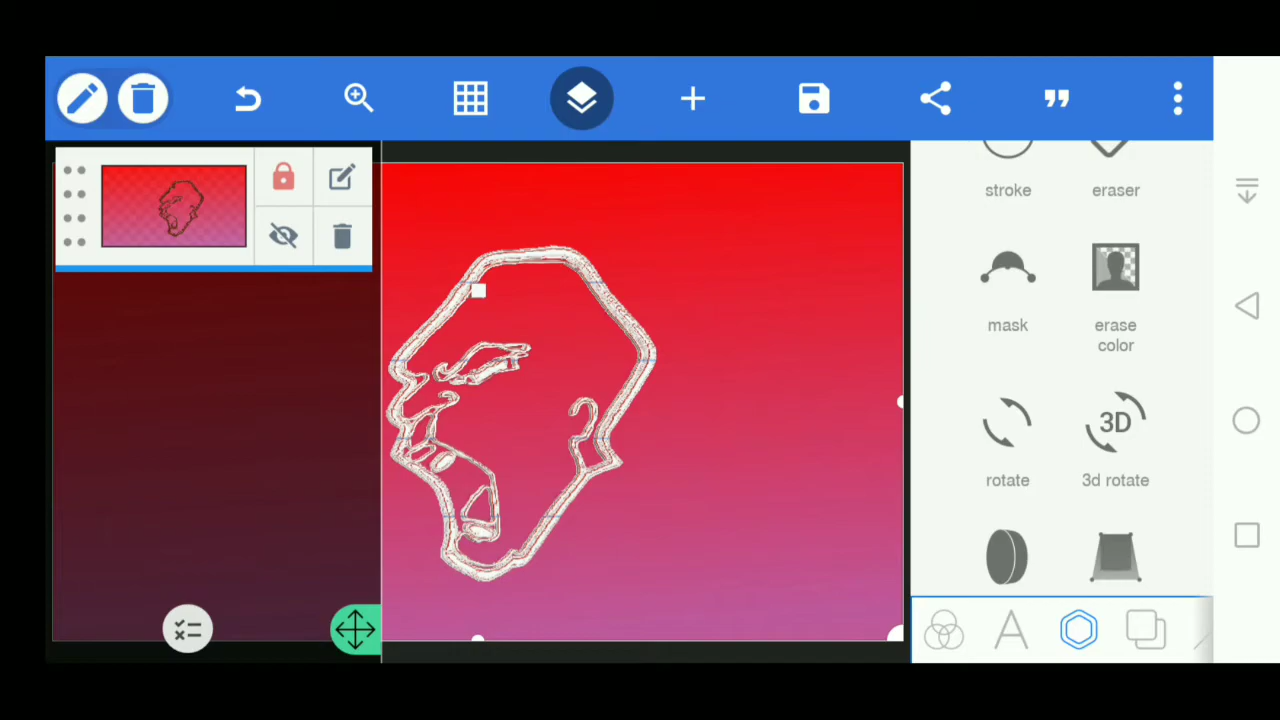 stroke
eraser
mask
erase
color
rotate
3D
3d rotate